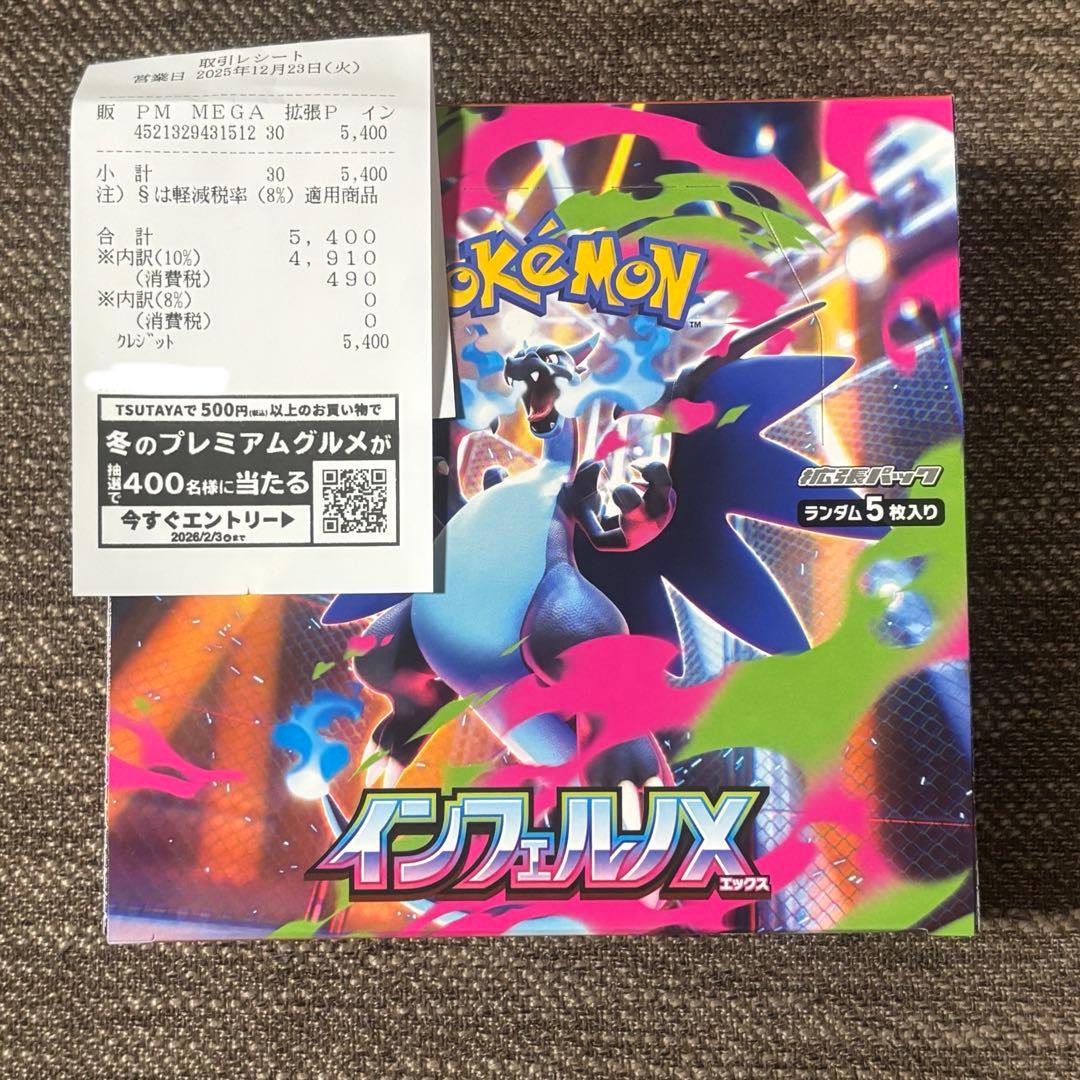 取引レシート
営業日 2025年12月23日(火)
販 PM MEGA 拡張P イン
4521329431512 30 5,400
小 計 30 5,400
注) §は軽減税率(8%)適用商品
合 計 5,400
※内訳(10%) 4,910
(消費税) 490
※内訳(8%) 0
(消費税) 0
クレジット 5,400
TSUTAYAで500円(税込)以上のお買い物で
冬のプレミアムグルメが
抽選で400名様に当たる
今すぐエントリー▶
2026/2/3火まで
POKéMON
TM
拡張パック
ランダム5枚入り
インフェルノX
エックス